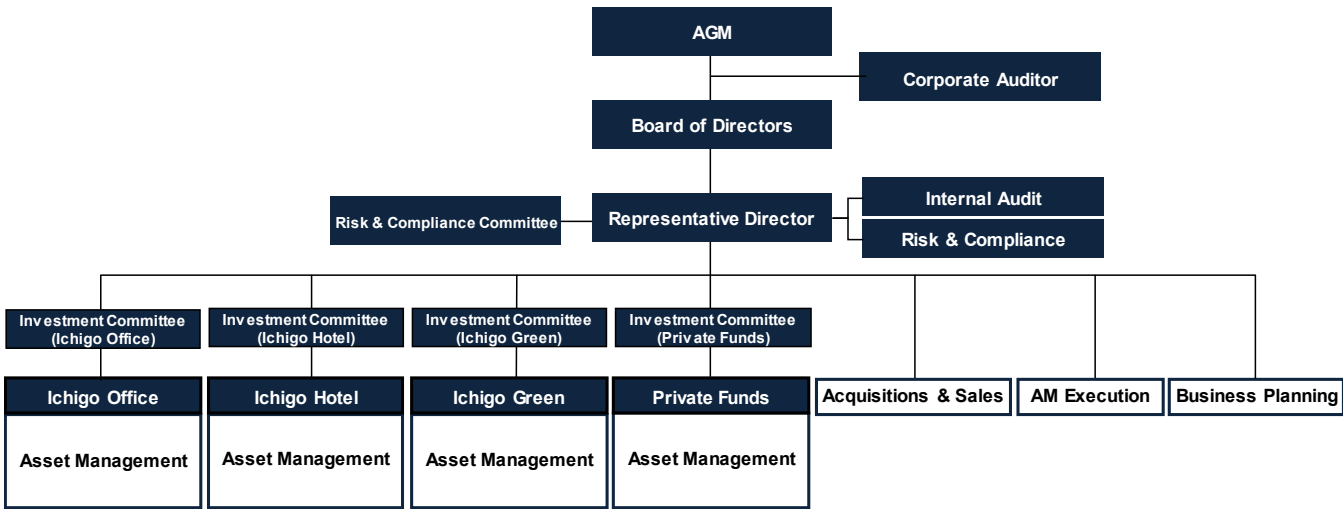 AGM
Corporate Auditor
Board of Directors
Internal Audit
Risk & Compliance Committee
Representative Director
Risk & Compliance
Investment Committee
(Ichigo Office)
Investment Committee
(Ichigo Hotel)
Investment Committee
(Ichigo Green)
Investment Committee
(Private Funds)
Ichigo Office
Ichigo Hotel
Ichigo Green
Private Funds
Acquisitions & Sales
AM Execution
Business Planning
Asset Management
Asset Management
Asset Management
Asset Management